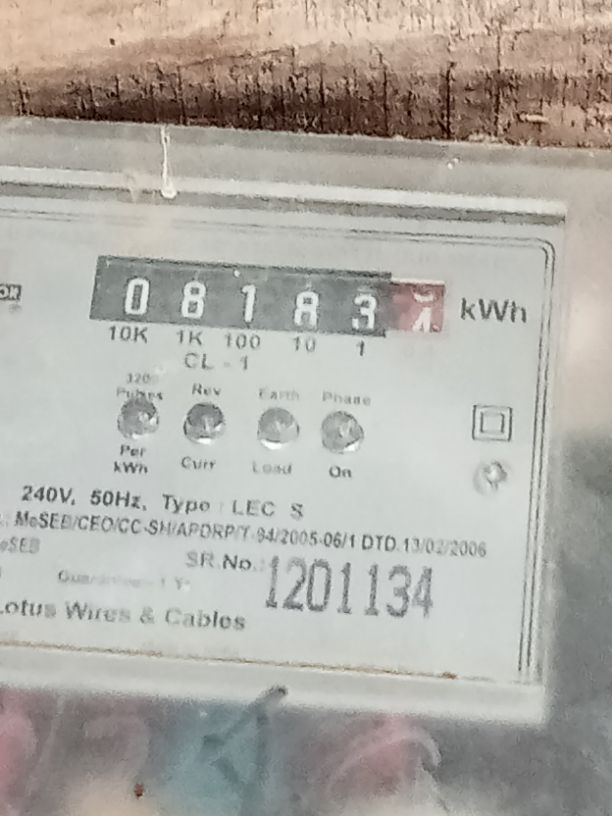 0 8 1 8 3 kWh
10K 1K 100 10 1
CL - 1
320
Pulses Rev Earth Phase
Per
kWh Curr Load On
240V, 50Hz, Type : LEC S
MeSEB/CEO/CC-SH/APDRP/T-94/2005-06/1 DTD.13/02/2006
SR.No.: 1201134
Lotus Wires & Cables